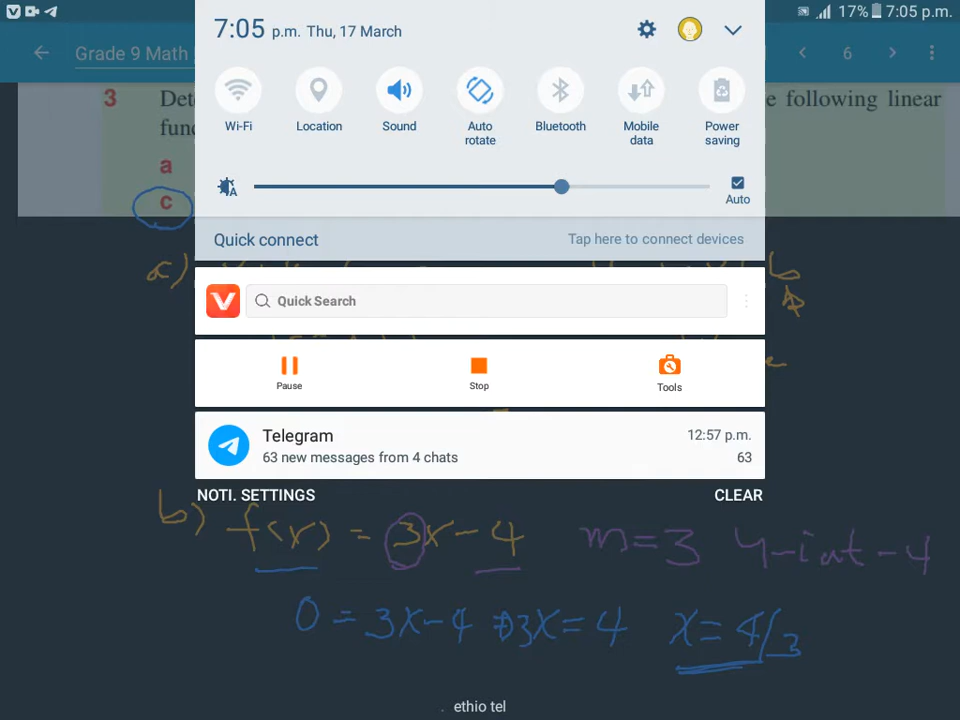 17% 7:05 p.m.
7:05 p.m. Thu, 17 March
Grade 9 Math
6
3 Det e following linear
func
a
c
Wi-Fi
Location
Sound
Auto rotate
Bluetooth
Mobile data
Power saving
A
Auto
Quick connect
Tap here to connect devices
a)
Quick Search
Pause
Stop
Tools
Telegram 12:57 p.m.
63 new messages from 4 chats 63
NOTI. SETTINGS CLEAR
b) f(x) = 3x - 4 m = 3 y-int -4
0 = 3x - 4 ⇒ 3x = 4 x = 4/3
ethio tel